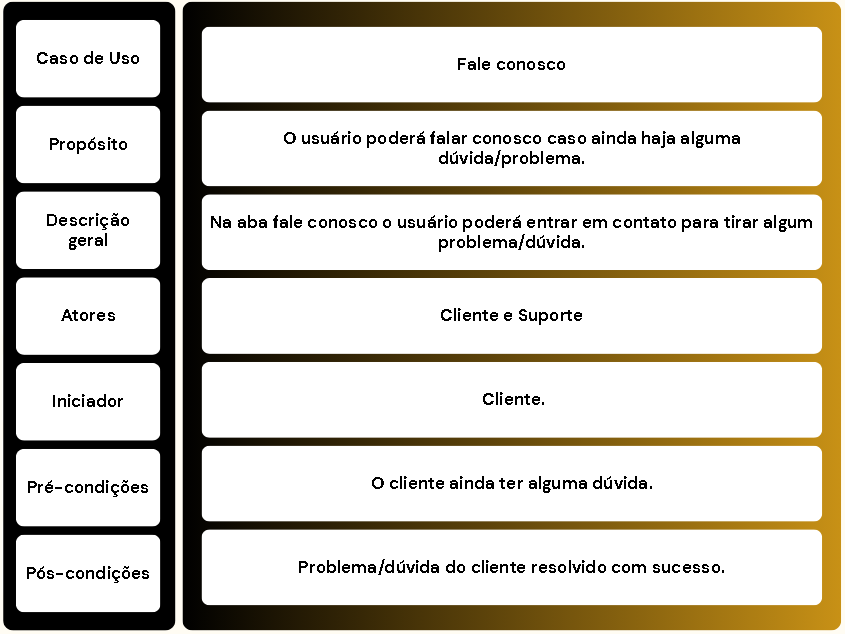 Caso de Uso
Fale conosco
Propósito
O usuário poderá falar conosco caso ainda haja alguma
dúvida/problema.
Descrição
geral
Na aba fale conosco o usuário poderá entrar em contato para tirar algum
problema/dúvida.
Atores
Cliente e Suporte
Iniciador
Cliente.
Pré-condições
O cliente ainda ter alguma dúvida.
Pós-condições
Problema/dúvida do cliente resolvido com sucesso.